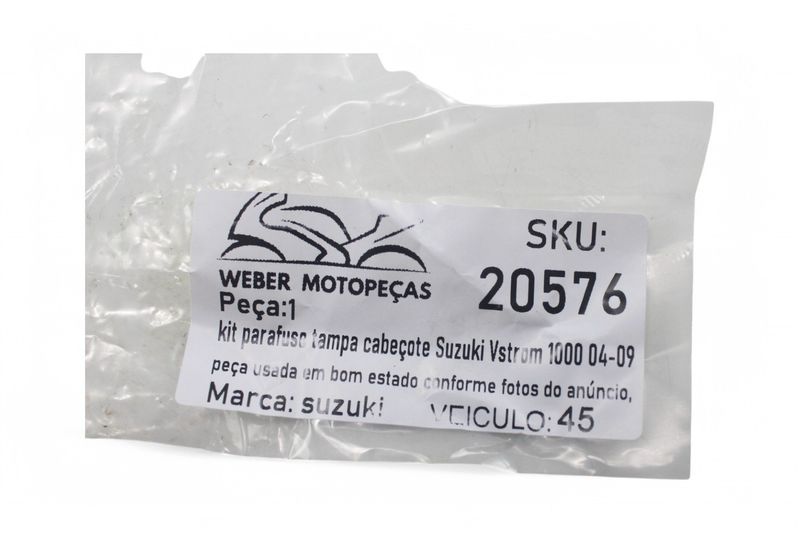 WEBER MOTOPEÇAS
SKU:
20576
Peça:1
kit parafuso tampa cabeçote Suzuki Vstrom 1000 04-09
peça usada em bom estado conforme fotos do anúncio,
Marca: suzuki
VEICULO: 45